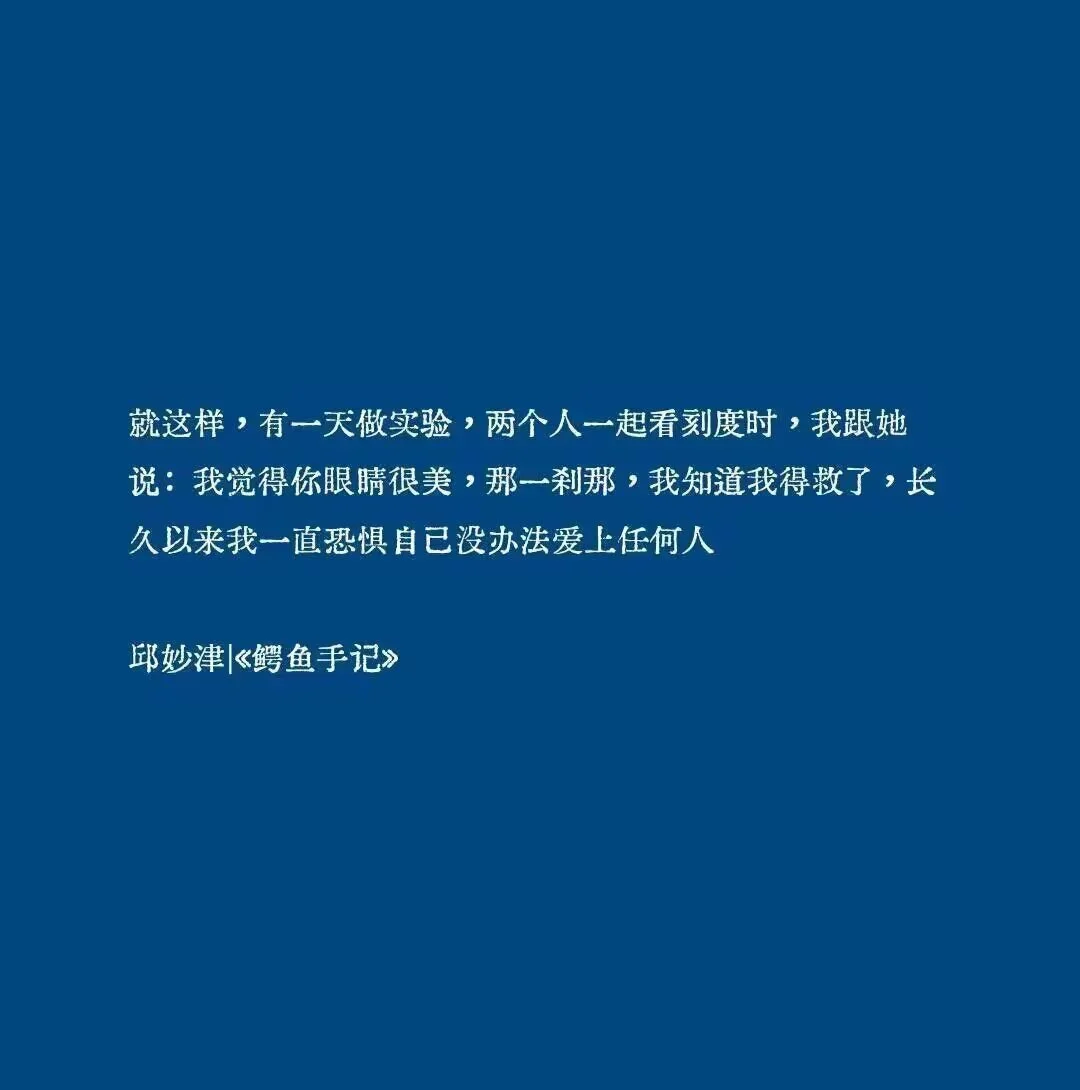 就这样，有一天做实验，两个人一起看刻度时，我跟她
说：我觉得你眼睛很美，那一刹那，我知道我得救了，长
久以来我一直恐惧自己没办法爱上任何人
邱妙津|《鳄鱼手记》